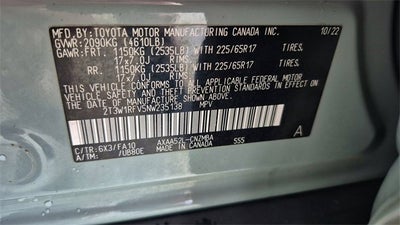 MFD.BY:TOYOTA MOTOR MANUFACTURING CANADA INC. 10/22
GVWR:2090KG (4610LB)
GAWR:FRT 1150KG (2535LB)WITH 225/65R17 TIRES,
17x7.0J RIMS
RR 1150KG (2535LB)WITH 225/65R17 TIRES,
17x7.0J RIMS
THIS VEHICLE CONFORMS TO ALL APPLICABLE FEDERAL MOTOR
VEHICLE SAFETY AND THEFT PREVENTION STANDARDS IN EFFECT
ON THE DATE OF MANUFACTURE SHOWN ABOVE.
2T3W1RFV5NW235138 MPV
C/TR:6X3/FA10 AXAA52L-CNZMBA 555 A
A/TM: /UB80E MADE IN CANADA